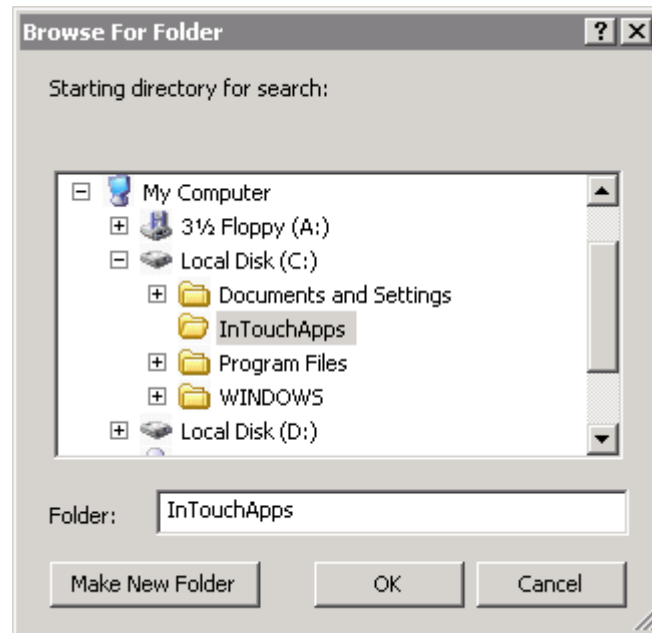 Browse For Folder
Starting directory for search:
My Computer
3½ Floppy (A:)
Local Disk (C:)
Documents and Settings
InTouchApps
Program Files
WINDOWS
Local Disk (D:)
Folder: InTouchApps
Make New Folder OK Cancel